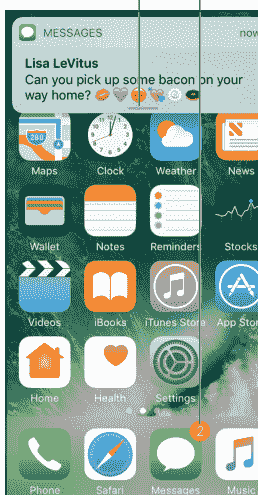 MESSAGES now
Lisa LeVitus
Can you pick up some bacon on your
way home?
280
Maps Clock Weather News
Wallet Notes Reminders Stocks
Videos iBooks iTunes Store App Store
Home Health Settings
2
Phone Safari Messages Music